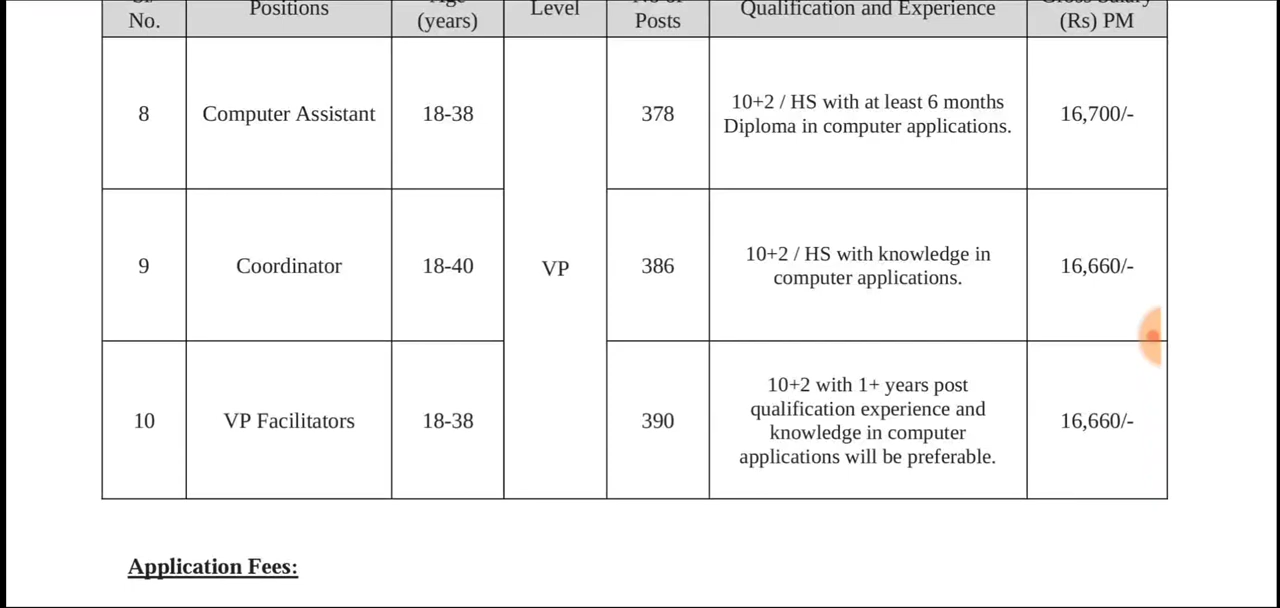 No.
Positions
(years)
Level
Posts
Qualification and Experience
(Rs) PM
8
Computer Assistant
18-38
378
10+2 / HS with at least 6 months
Diploma in computer applications.
16,700/-
9
Coordinator
18-40
VP
386
10+2 / HS with knowledge in
computer applications.
16,660/-
10
VP Facilitators
18-38
390
10+2 with 1+ years post
qualification experience and
knowledge in computer
applications will be preferable.
16,660/-
Application Fees: